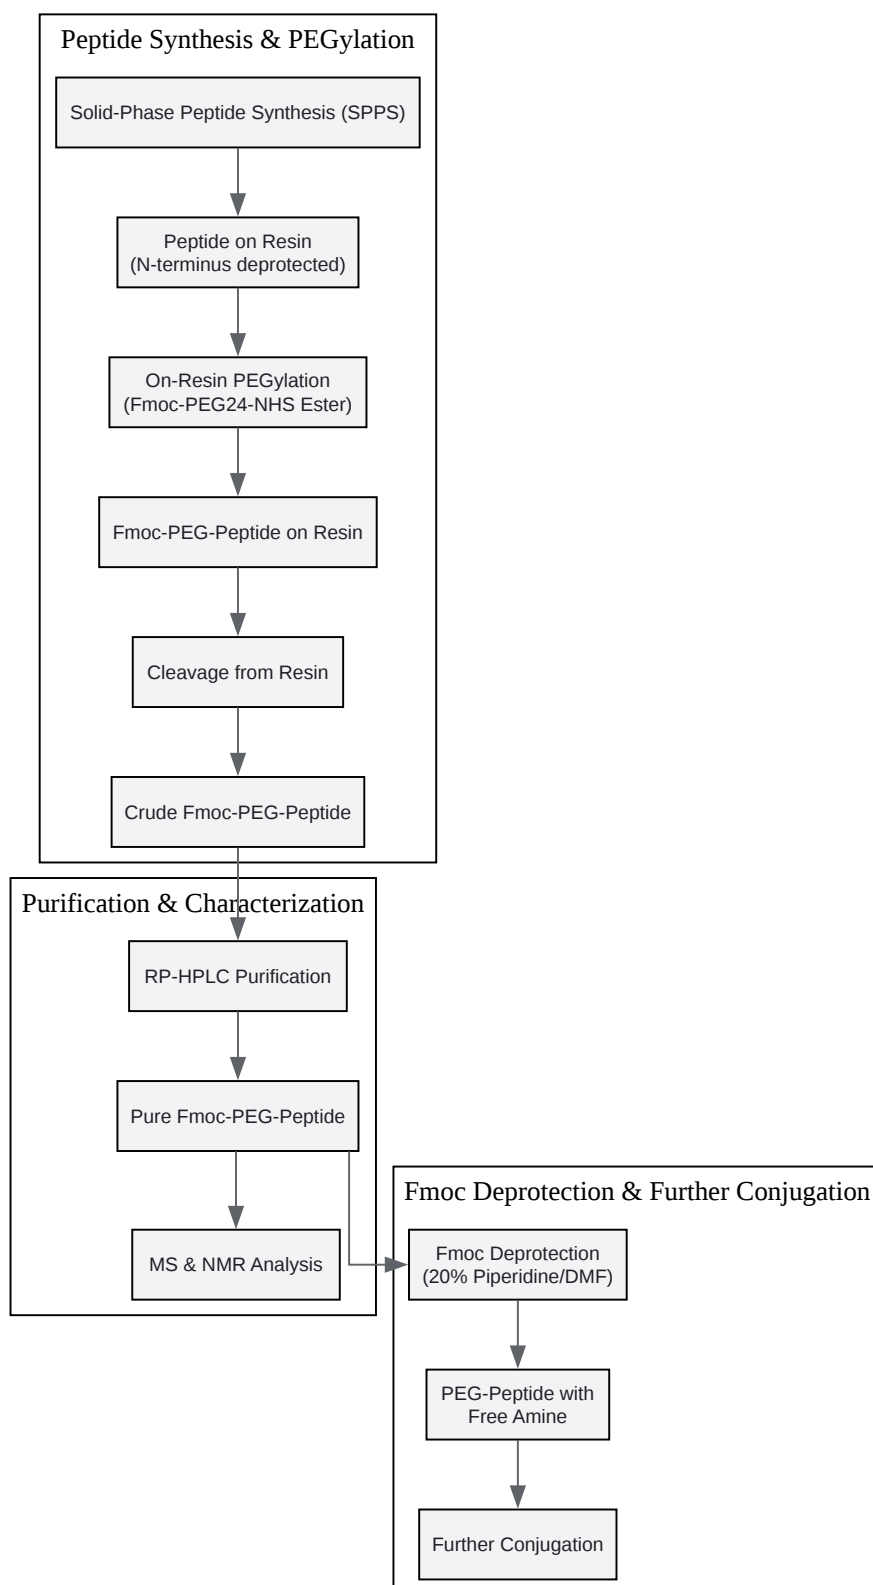 Peptide Synthesis & PEGylation
Solid-Phase Peptide Synthesis (SPPS)
Peptide on Resin
(N-terminus deprotected)
On-Resin PEGylation
(Fmoc-PEG24-NHS Ester)
Fmoc-PEG-Peptide on Resin
Cleavage from Resin
Crude Fmoc-PEG-Peptide
Purification & Characterization
RP-HPLC Purification
Pure Fmoc-PEG-Peptide
MS & NMR Analysis
Fmoc Deprotection & Further Conjugation
Fmoc Deprotection
(20% Piperidine/DMF)
PEG-Peptide with
Free Amine
Further Conjugation